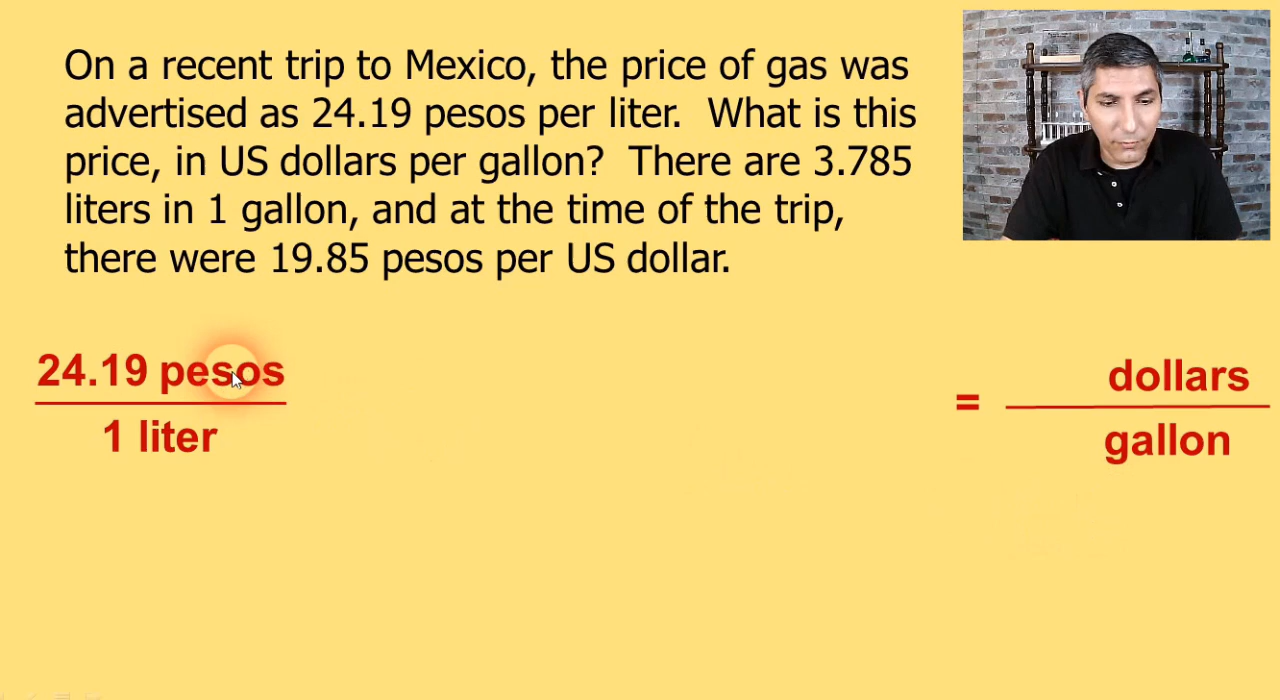 On a recent trip to Mexico, the price of gas was
advertised as 24.19 pesos per liter.  What is this
price, in US dollars per gallon?  There are 3.785
liters in 1 gallon, and at the time of the trip,
there were 19.85 pesos per US dollar.
24.19 pesos
1 liter
=
dollars
gallon